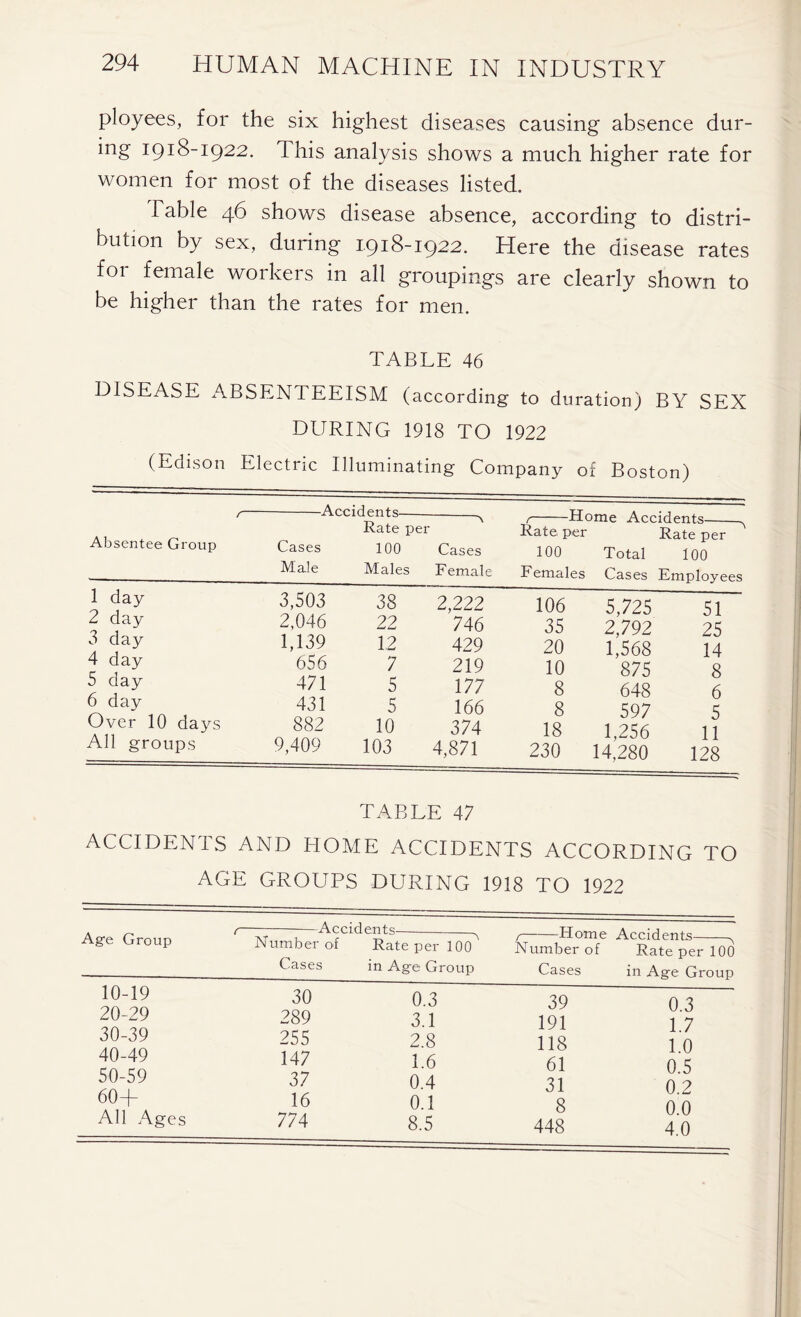 294 HUMAN MACHINE IN INDUSTRY
ployees, for the six highest diseases causing absence dur-
ing 1918-1922. This analysis shows a much higher rate for
women for most of the diseases listed.
Table 46 shows disease absence, according to distri-
bution by sex, during 1918-1922. Here the disease rates
for female workers in all groupings are clearly shown to
be higher than the rates for men.
TABLE 46
DISEASE ABSENTEEISM (according to duration) BY SEX
DURING 1918 TO 1922
(Edison Electric Illuminating Company of Boston)
Accidents Home Accidents
Rate per Rate per Rate per
Absentee Group Cases 100 Cases 100 Total 100
Male Males Female Females Cases Employees
1 day 3,503 38 2,222 106 5,725 51
2 day 2,046 22 746 35 2,792 25
3 day 1,139 12 429 20 1,568 14
4 day 656 7 219 10 875 8
5 day 471 5 177 8 648 6
6 day 431 5 166 8 597 5
Over 10 days 882 10 374 18 1,256 11
All groups 9,409 103 4,871 230 14,280 128
TABLE 47
ACCIDENTS AND HOME ACCIDENTS ACCORDING TO
AGE GROUPS DURING 1918 TO 1922
Accidents Home Accidents
Age Group Number of Rate per 100 Number of Rate per 100
Cases in Age Group Cases in Age Group
10-19 30 0.3 39 0.3
20-29 289 3.1 191 1.7
30-39 255 2.8 118 1.0
40-49 147 1.6 61 0.5
50-59 37 0.4 31 0.2
60+ 16 0.1 8 0.0
All Ages 774 8.5 448 4.0